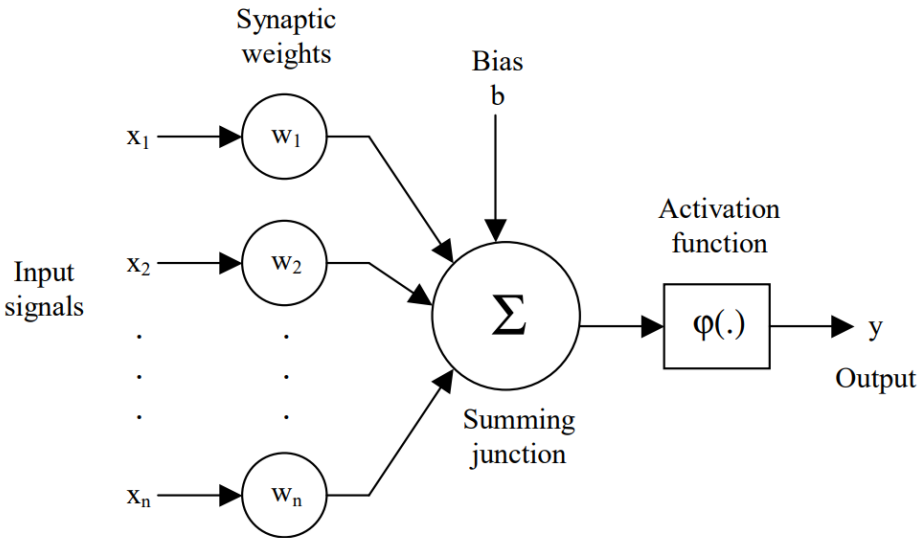 Synaptic
weights
Bias
b
x₁
w₁
Activation
function
Input
signals
x₂
w₂
Σ
φ(.)
y
Output
.
.
.
.
.
.
Summing
junction
xₙ
wₙ